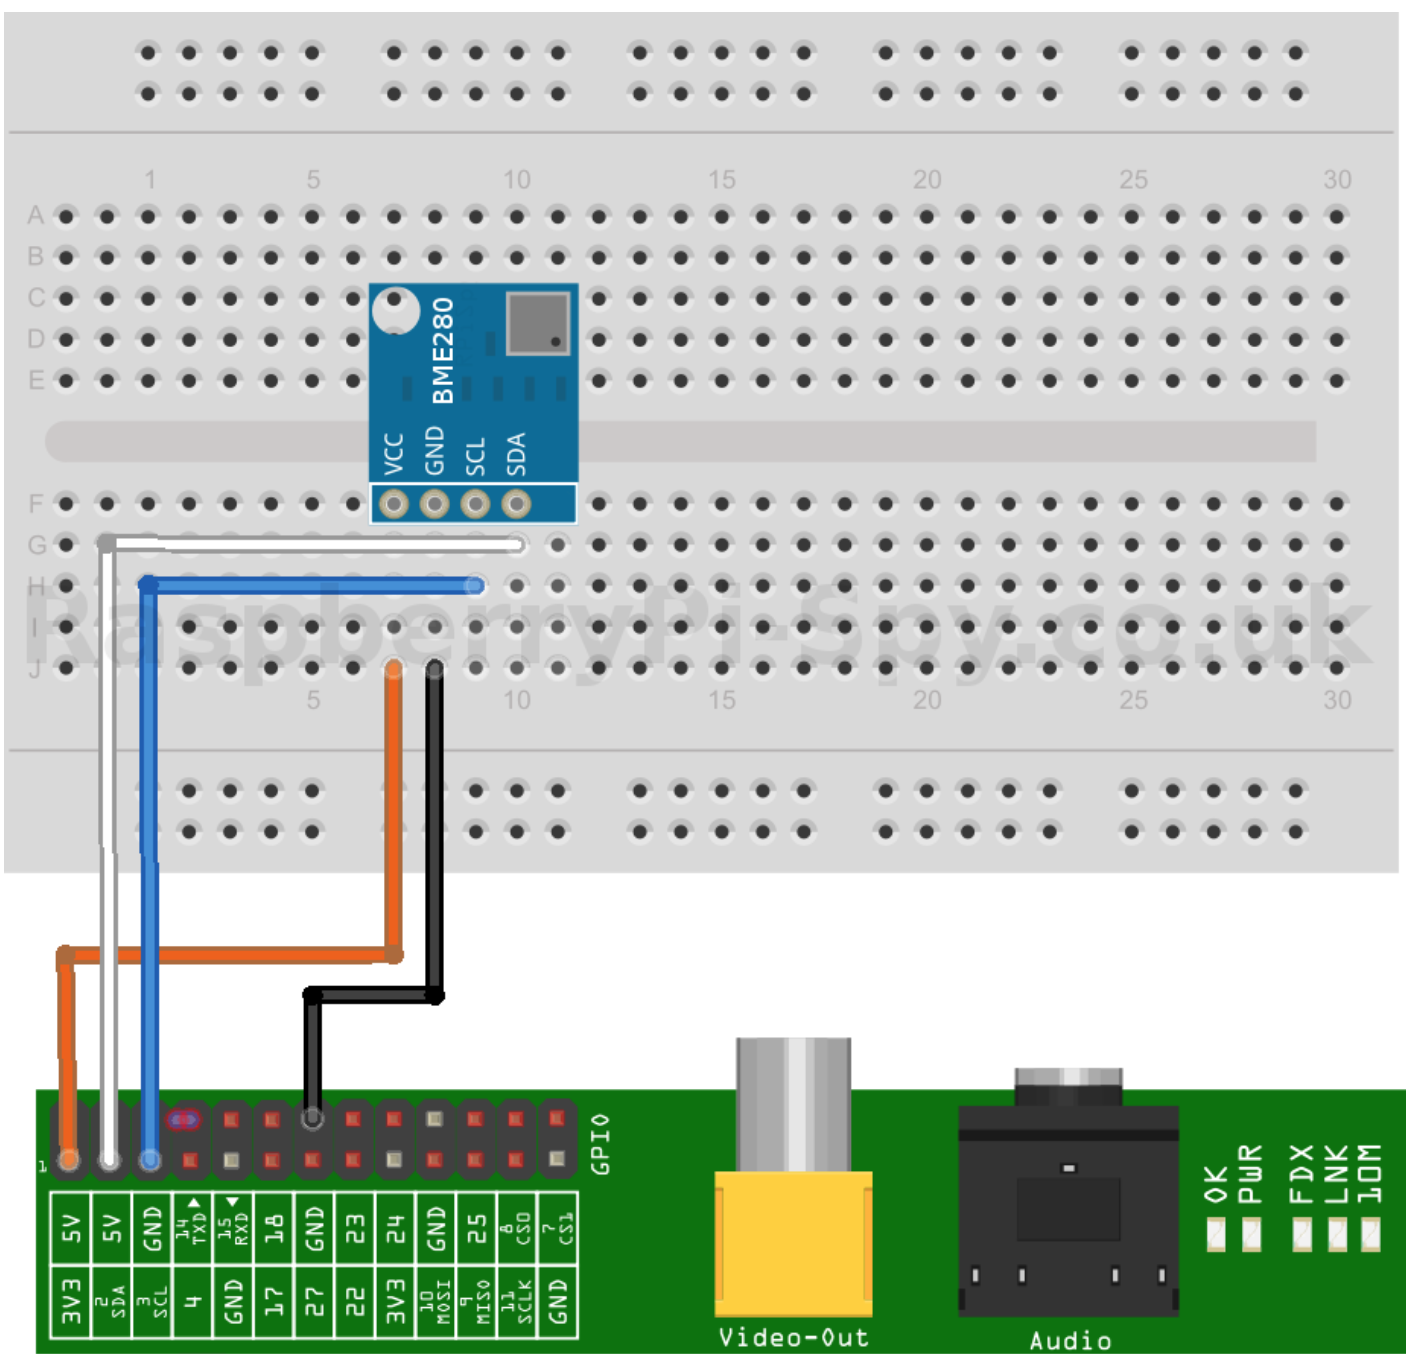 1 5 10 15 20 25 30
A
B
C
D
E
BME280
VCC GND SCL SDA
F
G
H
I
J
RaspberryPi-Spy.co.uk
5 10 15 20 25 30
1
GPIO
5V 5V GND 14 TXD 15 RXD 18 GND 23 24 GND 25 8 CS0 7 CS1
3V3 2 SDA 3 SCL 4 GND 17 27 22 3V3 10 MOSI 9 MISO 11 SCLK GND
OK PWR FDX LNK 10M
Video-Out
Audio